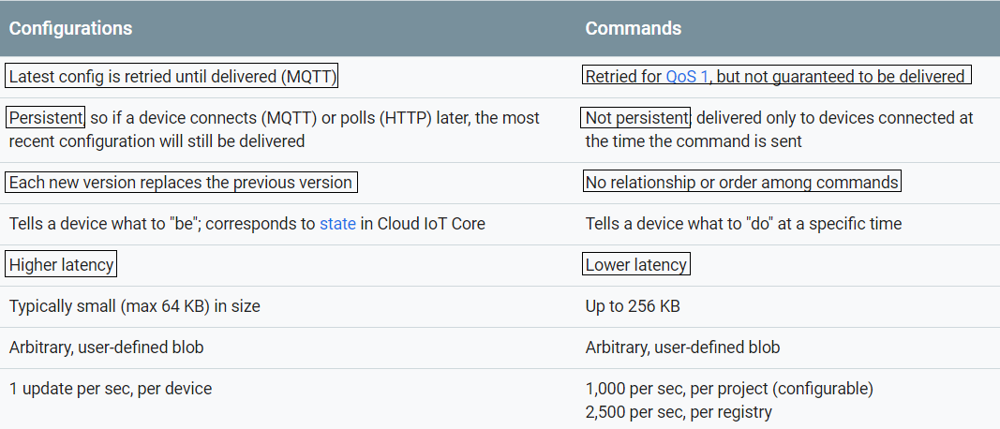 Configurations Commands
Latest config is retried until delivered (MQTT) Retried for QoS 1, but not guaranteed to be delivered
Persistent, so if a device connects (MQTT) or polls (HTTP) later, the most Not persistent; delivered only to devices connected at
recent configuration will still be delivered the time the command is sent
Each new version replaces the previous version No relationship or order among commands
Tells a device what to "be"; corresponds to state in Cloud IoT Core Tells a device what to "do" at a specific time
Higher latency Lower latency
Typically small (max 64 KB) in size Up to 256 KB
Arbitrary, user-defined blob Arbitrary, user-defined blob
1 update per sec, per device 1,000 per sec, per project (configurable)
2,500 per sec, per registry